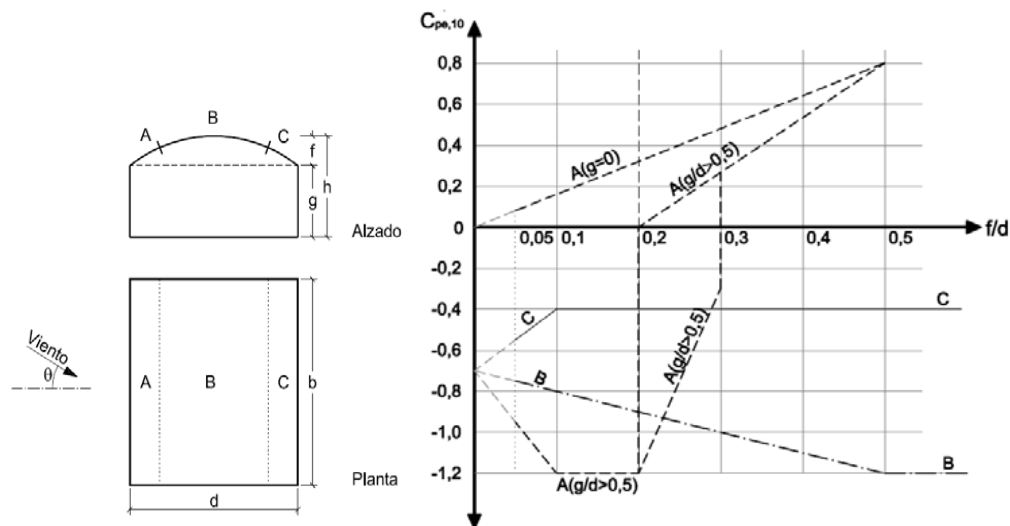 A
B
C
f
h
g
Alzado
Viento
θ
A
B
C
b
Planta
d
Cpe,10
0,8
0,6
0,4
0,2
0
-0,2
-0,4
-0,6
-0,8
-1,0
-1,2
0,05
0,1
0,2
0,3
0,4
0,5
f/d
A(g=0)
A(g/d>0,5)
C
C
A(g/d>0,5)
B
B
A(g/d>0,5)